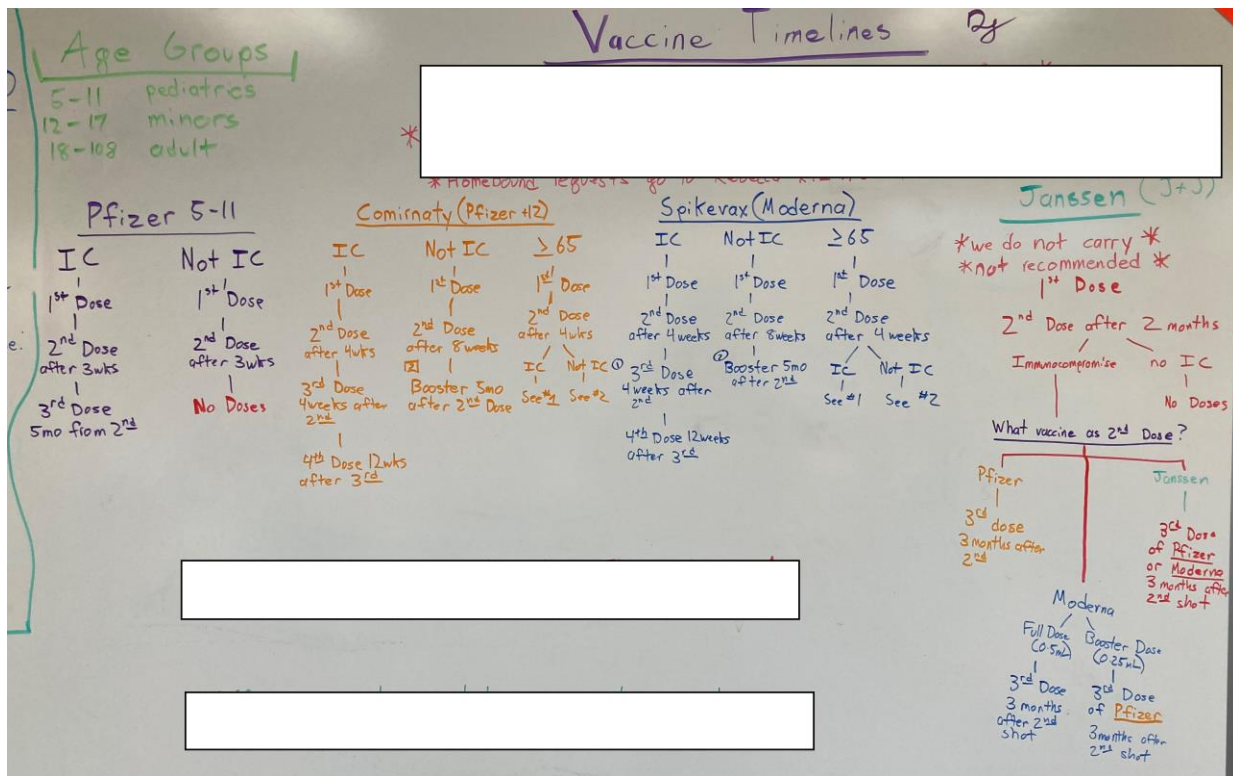 Vaccine Timelines
Age Groups
5-11 pediatrics
12-17 minors
18-108 adult
*
* Homebound requests go to
Pfizer 5-11
IC
1st Dose
2nd Dose
after 3wks
3rd Dose
5mo from 2nd
Not IC
1st Dose
2nd Dose
after 3wks
No Doses
Comirnaty (Pfizer +12)
IC
1st Dose
2nd Dose
after 4wks
3rd Dose
4weeks after
2nd
4th Dose 12wks
after 3rd
Not IC
1st Dose
2nd Dose
after 8weeks
2
Booster 5mo
after 2nd Dose
≥65
1st Dose
2nd Dose
after 4wks
IC
See #1
Not IC
See #2
Spikevax (Moderna)
IC
1st Dose
2nd Dose
after 4weeks
1
3rd Dose
4 weeks after
2nd
4th Dose 12weeks
after 3rd
Not IC
1st Dose
2nd Dose
after 8weeks
2
Booster 5mo
after 2nd
≥65
1st Dose
2nd Dose
after 4 weeks
IC
See #1
Not IC
See #2
Janssen (J+J)
*we do not carry*
*not recommended*
1st Dose
2nd Dose after 2 months
Immunocompromise
no IC
No Doses
What vaccine as 2nd Dose?
Pfizer
3rd dose
3 months after
2nd
Moderna
Full Dose
(0.5mL)
3rd Dose
3 months
after 2nd
shot
Booster Dose
(0.25mL)
3rd Dose
of Pfizer
3months after
2nd shot
Janssen
3rd Dose
of Pfizer
or Moderna
3 months after
2nd shot